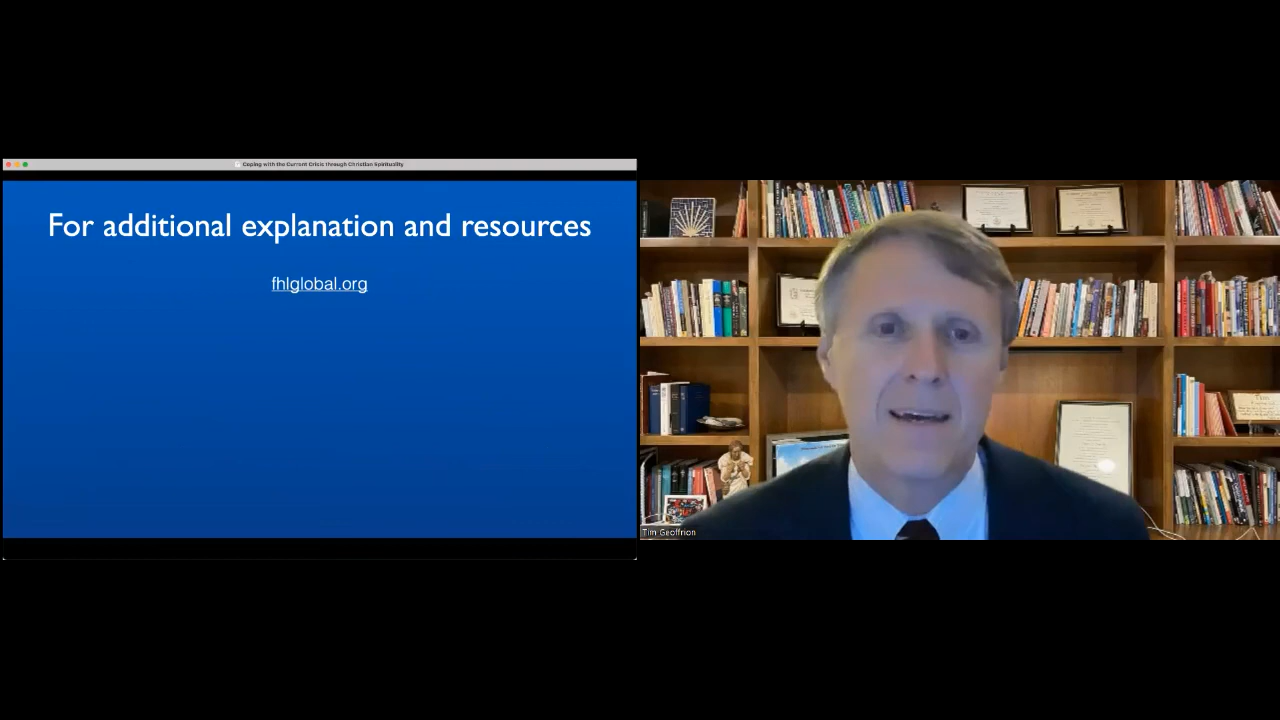 Coping with the Current Crisis through Christian Spirituality
For additional explanation and resources
fhlglobal.org
Tim Geoffrion